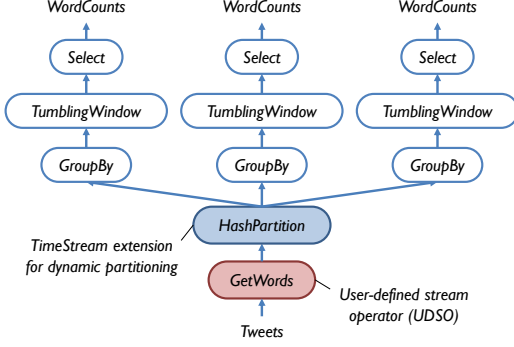 WordCounts WordCounts WordCounts
Select Select Select
TumblingWindow TumblingWindow TumblingWindow
GroupBy GroupBy GroupBy
HashPartition
TimeStream extension
for dynamic partitioning
GetWords
User-defined stream
operator (UDSO)
Tweets